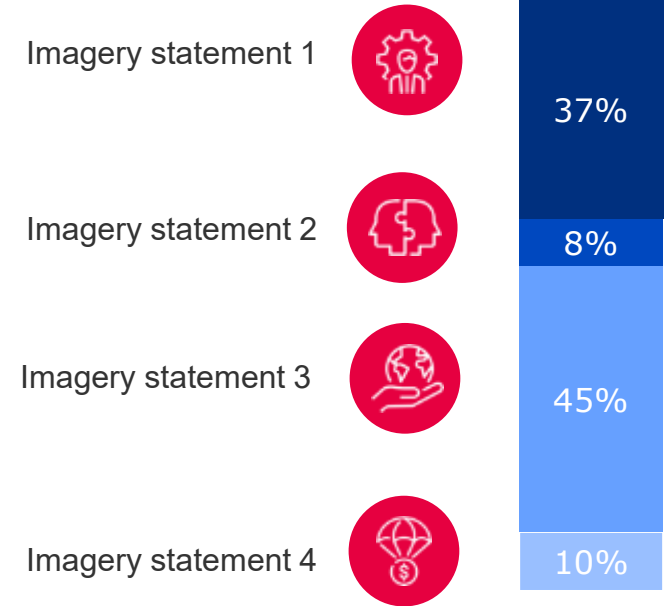 Imagery statement 1
37%
Imagery statement 2
8%
Imagery statement 3
45%
Imagery statement 4
$
10%